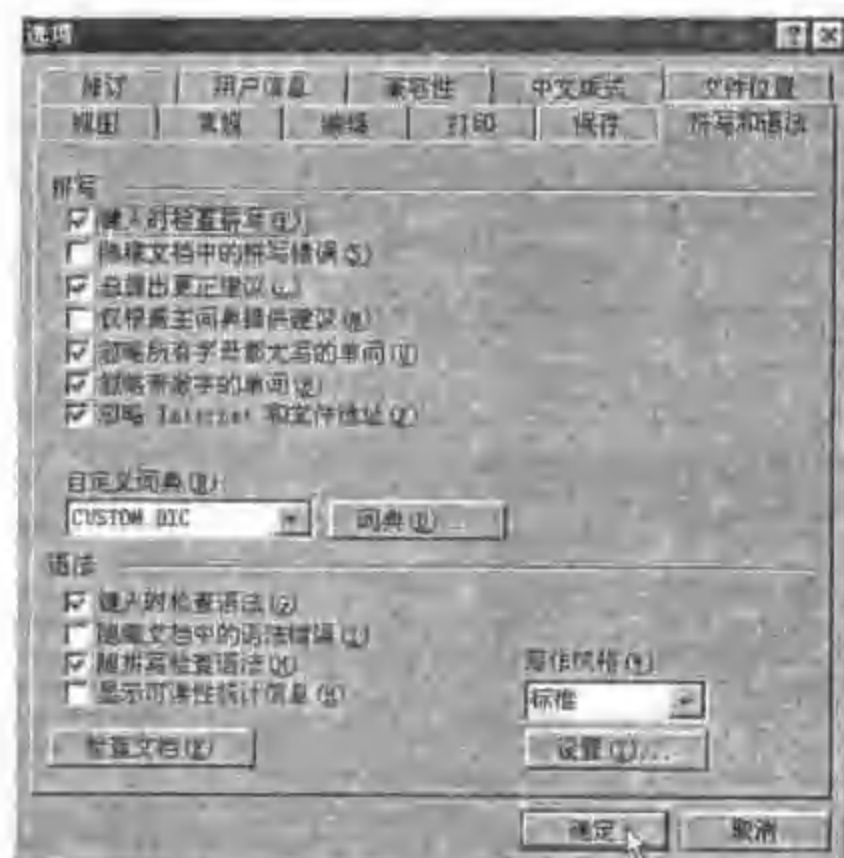 选项
修订 用户信息 兼容性 中文版式 文件位置
视图 常规 编辑 打印 保存 拼写和语法
拼写
键入时检查拼写
隐藏文档中的拼写错误(S)
总提出更正建议
仅根据主词典提供建议
忽略所有字母都大写的单词(U)
忽略带数字的单词
忽略 Internet 和文件地址
自定义词典
CUSTOM DIC 词典
语法
键入时检查语法(G)
隐藏文档中的语法错误
随拼写检查语法(H)
显示可读性统计信息
写作风格
标准
检查文档(K) 设置(T)...
确定 取消